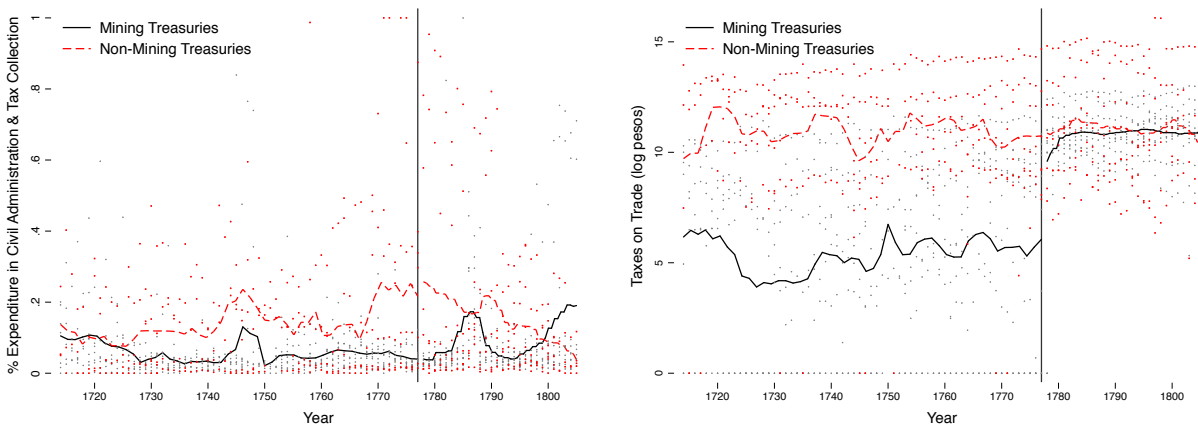 % Expenditure in Civil Administration & Tax Collection
1
.8
.6
.4
.2
0
Mining Treasuries
Non-Mining Treasuries
1720 1730 1740 1750 1760 1770 1780 1790 1800
Year
Taxes on Trade (log pesos)
15
10
5
0
Mining Treasuries
Non-Mining Treasuries
1720 1730 1740 1750 1760 1770 1780 1790 1800
Year